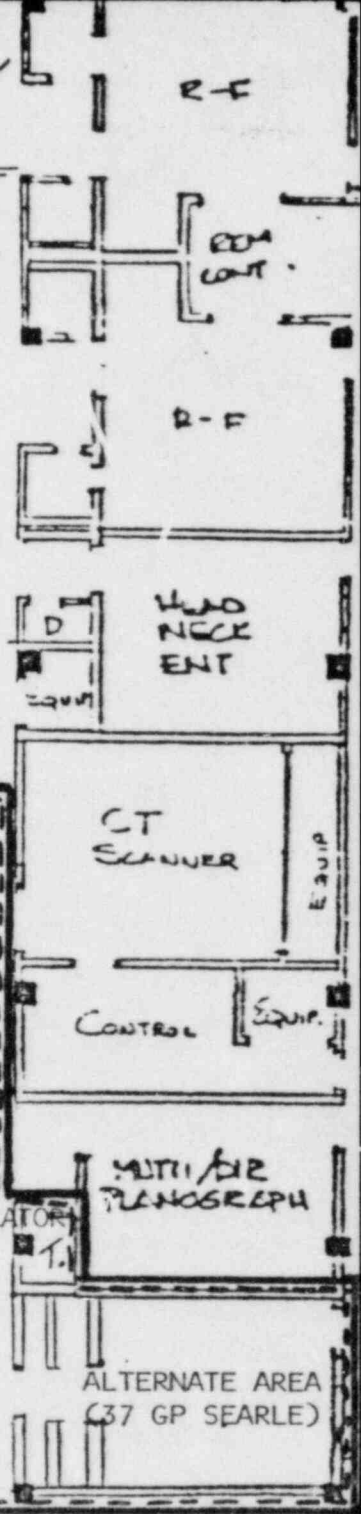 R-F
REM
CONT.
R-F
HEAD
NECK
ENT
D
EQUIP
CT
SCANNER
EQUIP
CONTROL
EQUIP.
MULTI/DIR
PLANOGRAPH
ATOR
T.
ALTERNATE AREA
(37 GP SEARLE)